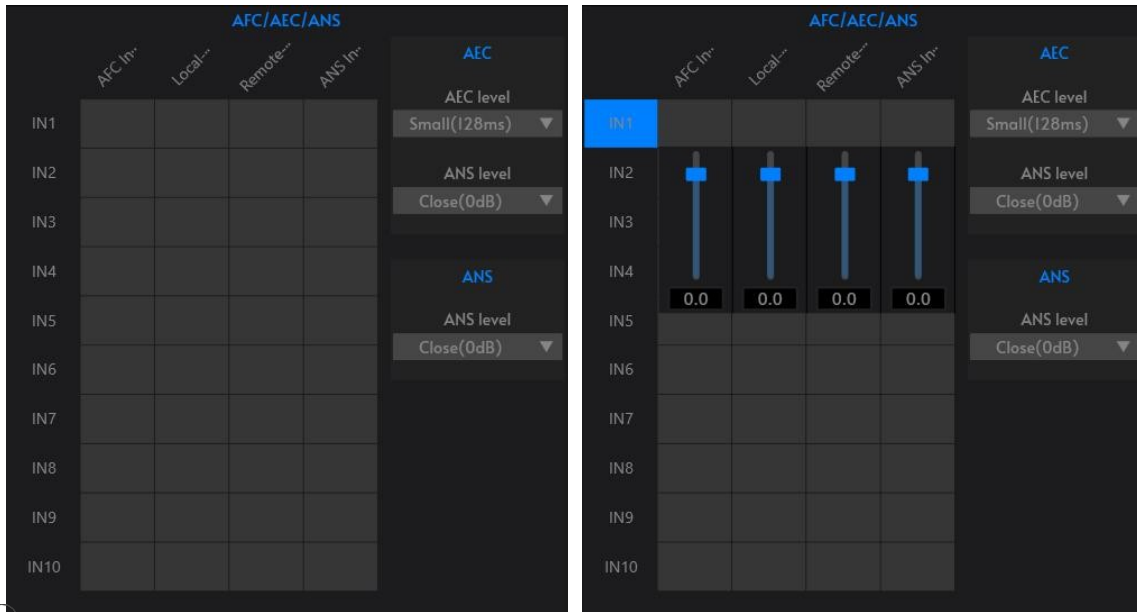 AFC/AEC/ANS
AFC In··
Local···
Remote···
ANS In··
AEC
AEC level
Small(128ms)
ANS level
Close(0dB)
ANS
ANS level
Close(0dB)
IN1
IN2
IN3
IN4
IN5
IN6
IN7
IN8
IN9
IN10
AFC/AEC/ANS
AFC In··
Local···
Remote···
ANS In··
AEC
AEC level
Small(128ms)
ANS level
Close(0dB)
ANS
ANS level
Close(0dB)
IN1
IN2
IN3
IN4
0.0 0.0 0.0 0.0
IN5
IN6
IN7
IN8
IN9
IN10